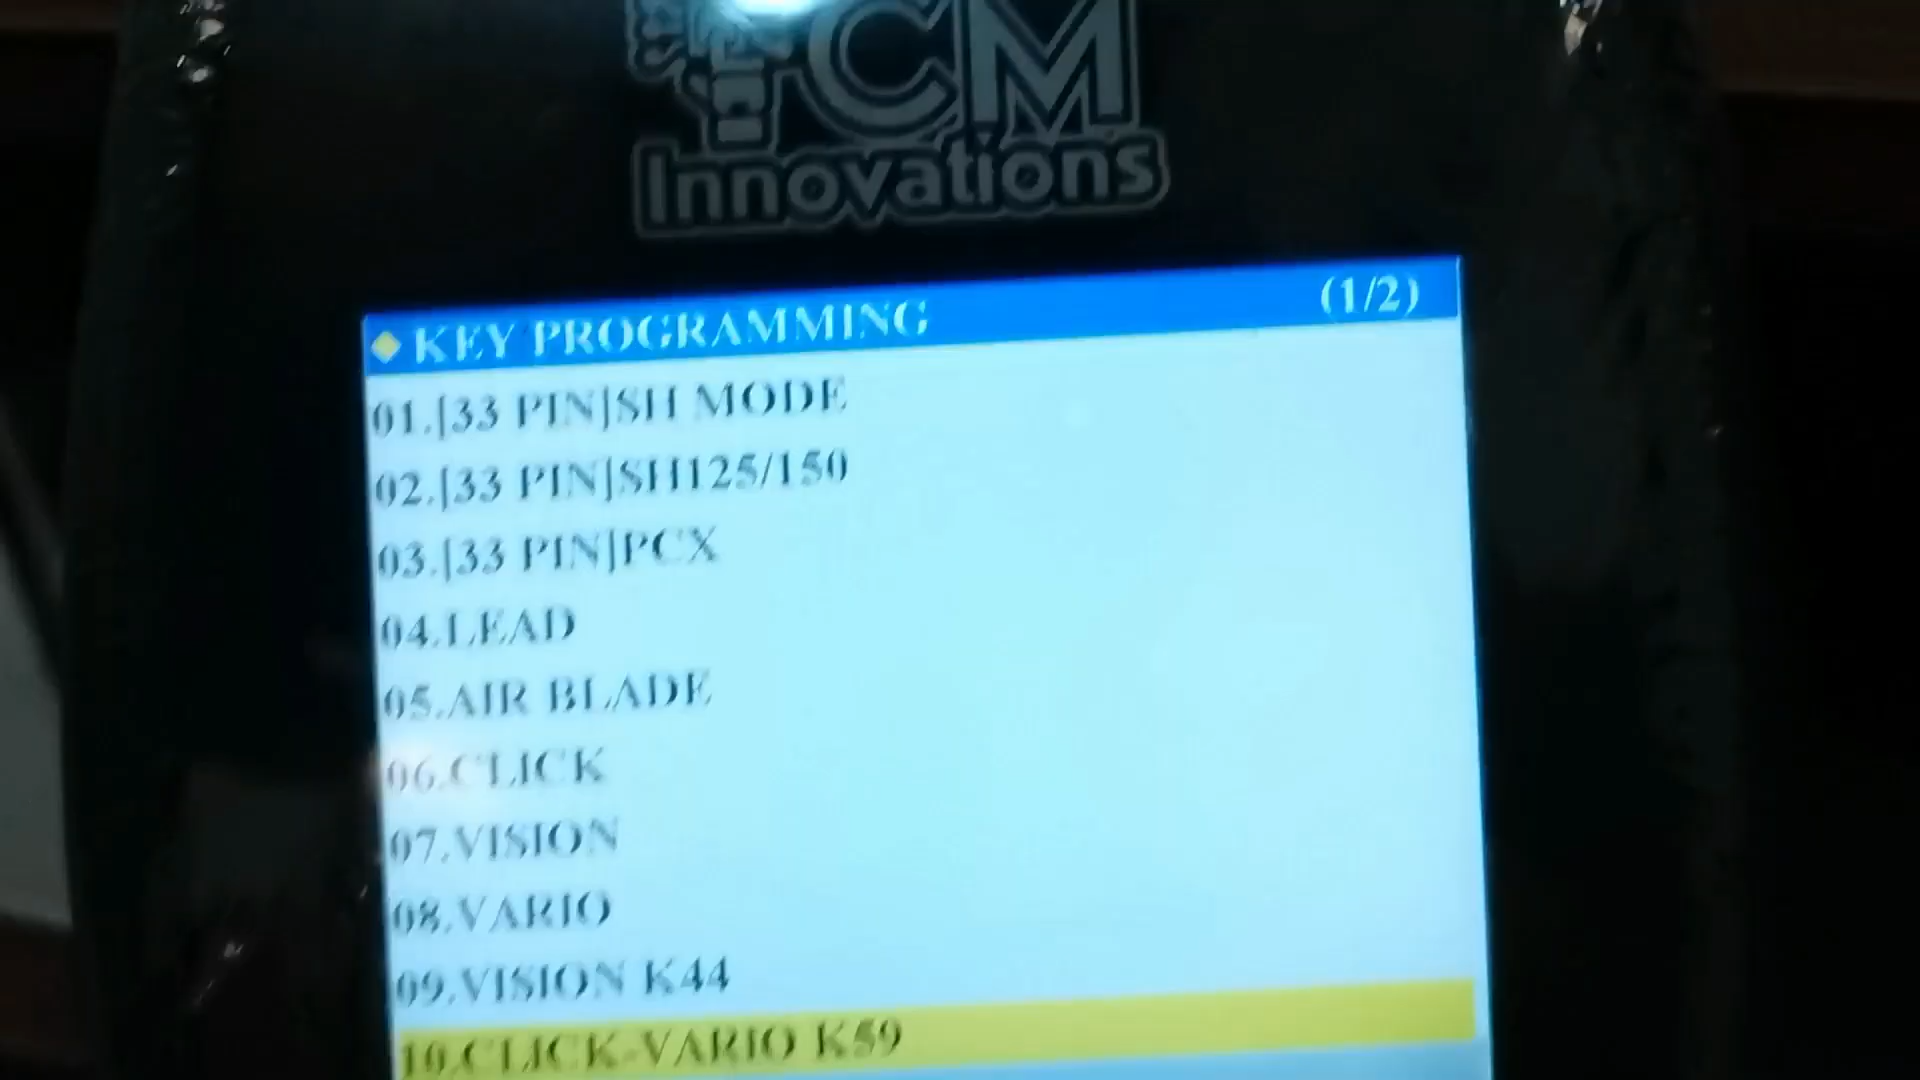 CM
Innovations
KEY PROGRAMMING (1/2)
01.[33 PIN]SH MODE
02.[33 PIN]SH125/150
03.[33 PIN]PCX
04.LEAD
05.AIR BLADE
06.CLICK
07.VISION
08.VARIO
09.VISION K44
10.CLICK-VARIO K59